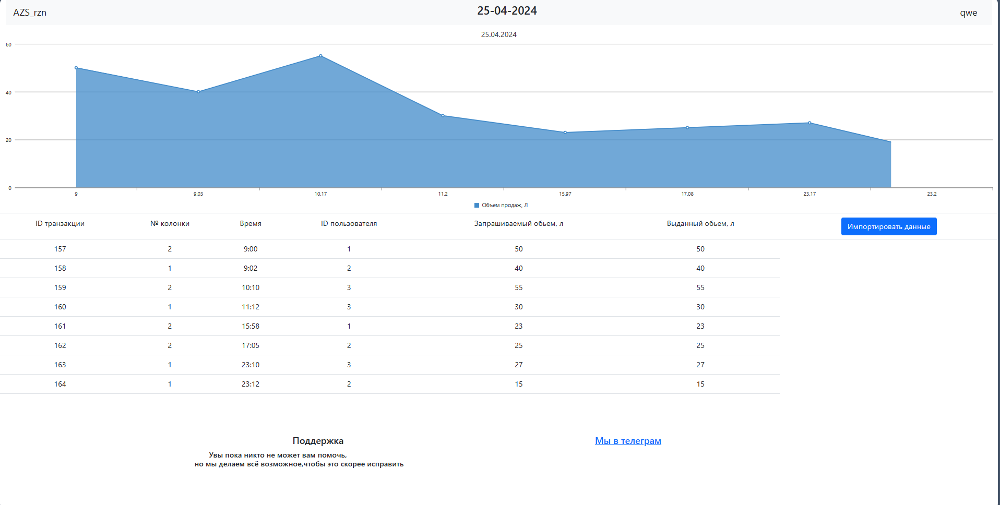 AZS_rzn 25-04-2024 qwe
25.04.2024
60
40
20
0
9 9.03 10.17 11.2 15.97 17.08 23.17 23.2
Объем продаж, Л
ID транзакции № колонки Время ID пользователя Запрашиваемый обьем, л Выданный обьем, л Импортировать данные
157 2 9:00 1 50 50
158 1 9:02 2 40 40
159 2 10:10 3 55 55
160 1 11:12 3 30 30
161 2 15:58 1 23 23
162 2 17:05 2 25 25
163 1 23:10 3 27 27
164 1 23:12 2 15 15
Поддержка Мы в телеграм
Увы пока никто не может вам помочь,
но мы делаем всё возможное,чтобы это скорее исправить